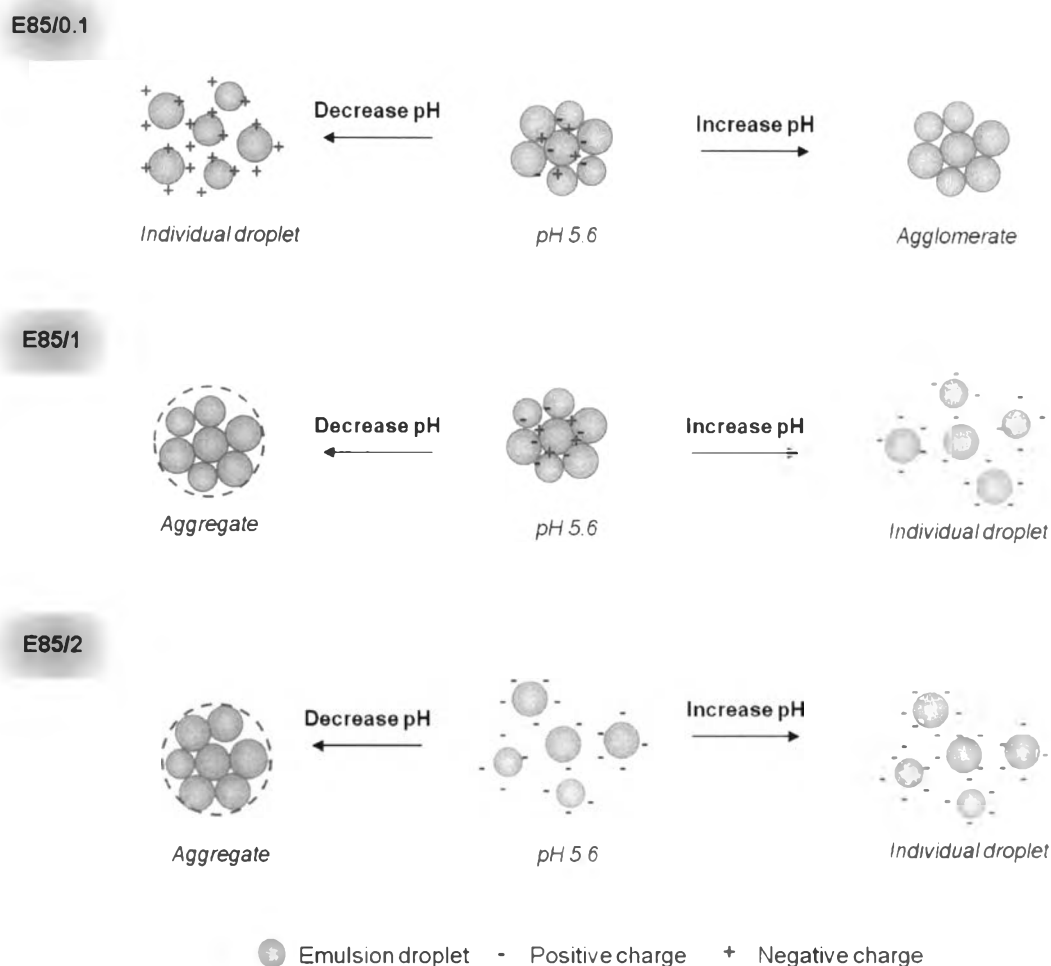 E85/0.1
Decrease pH
Increase pH
Individual droplet
pH 5.6
Agglomerate
E85/1
Decrease pH
Increase pH
Aggregate
pH 5.6
Individual droplet
E85/2
Decrease pH
Increase pH
Aggregate
pH 5.6
Individual droplet
Emulsion droplet - Positive charge + Negative charge